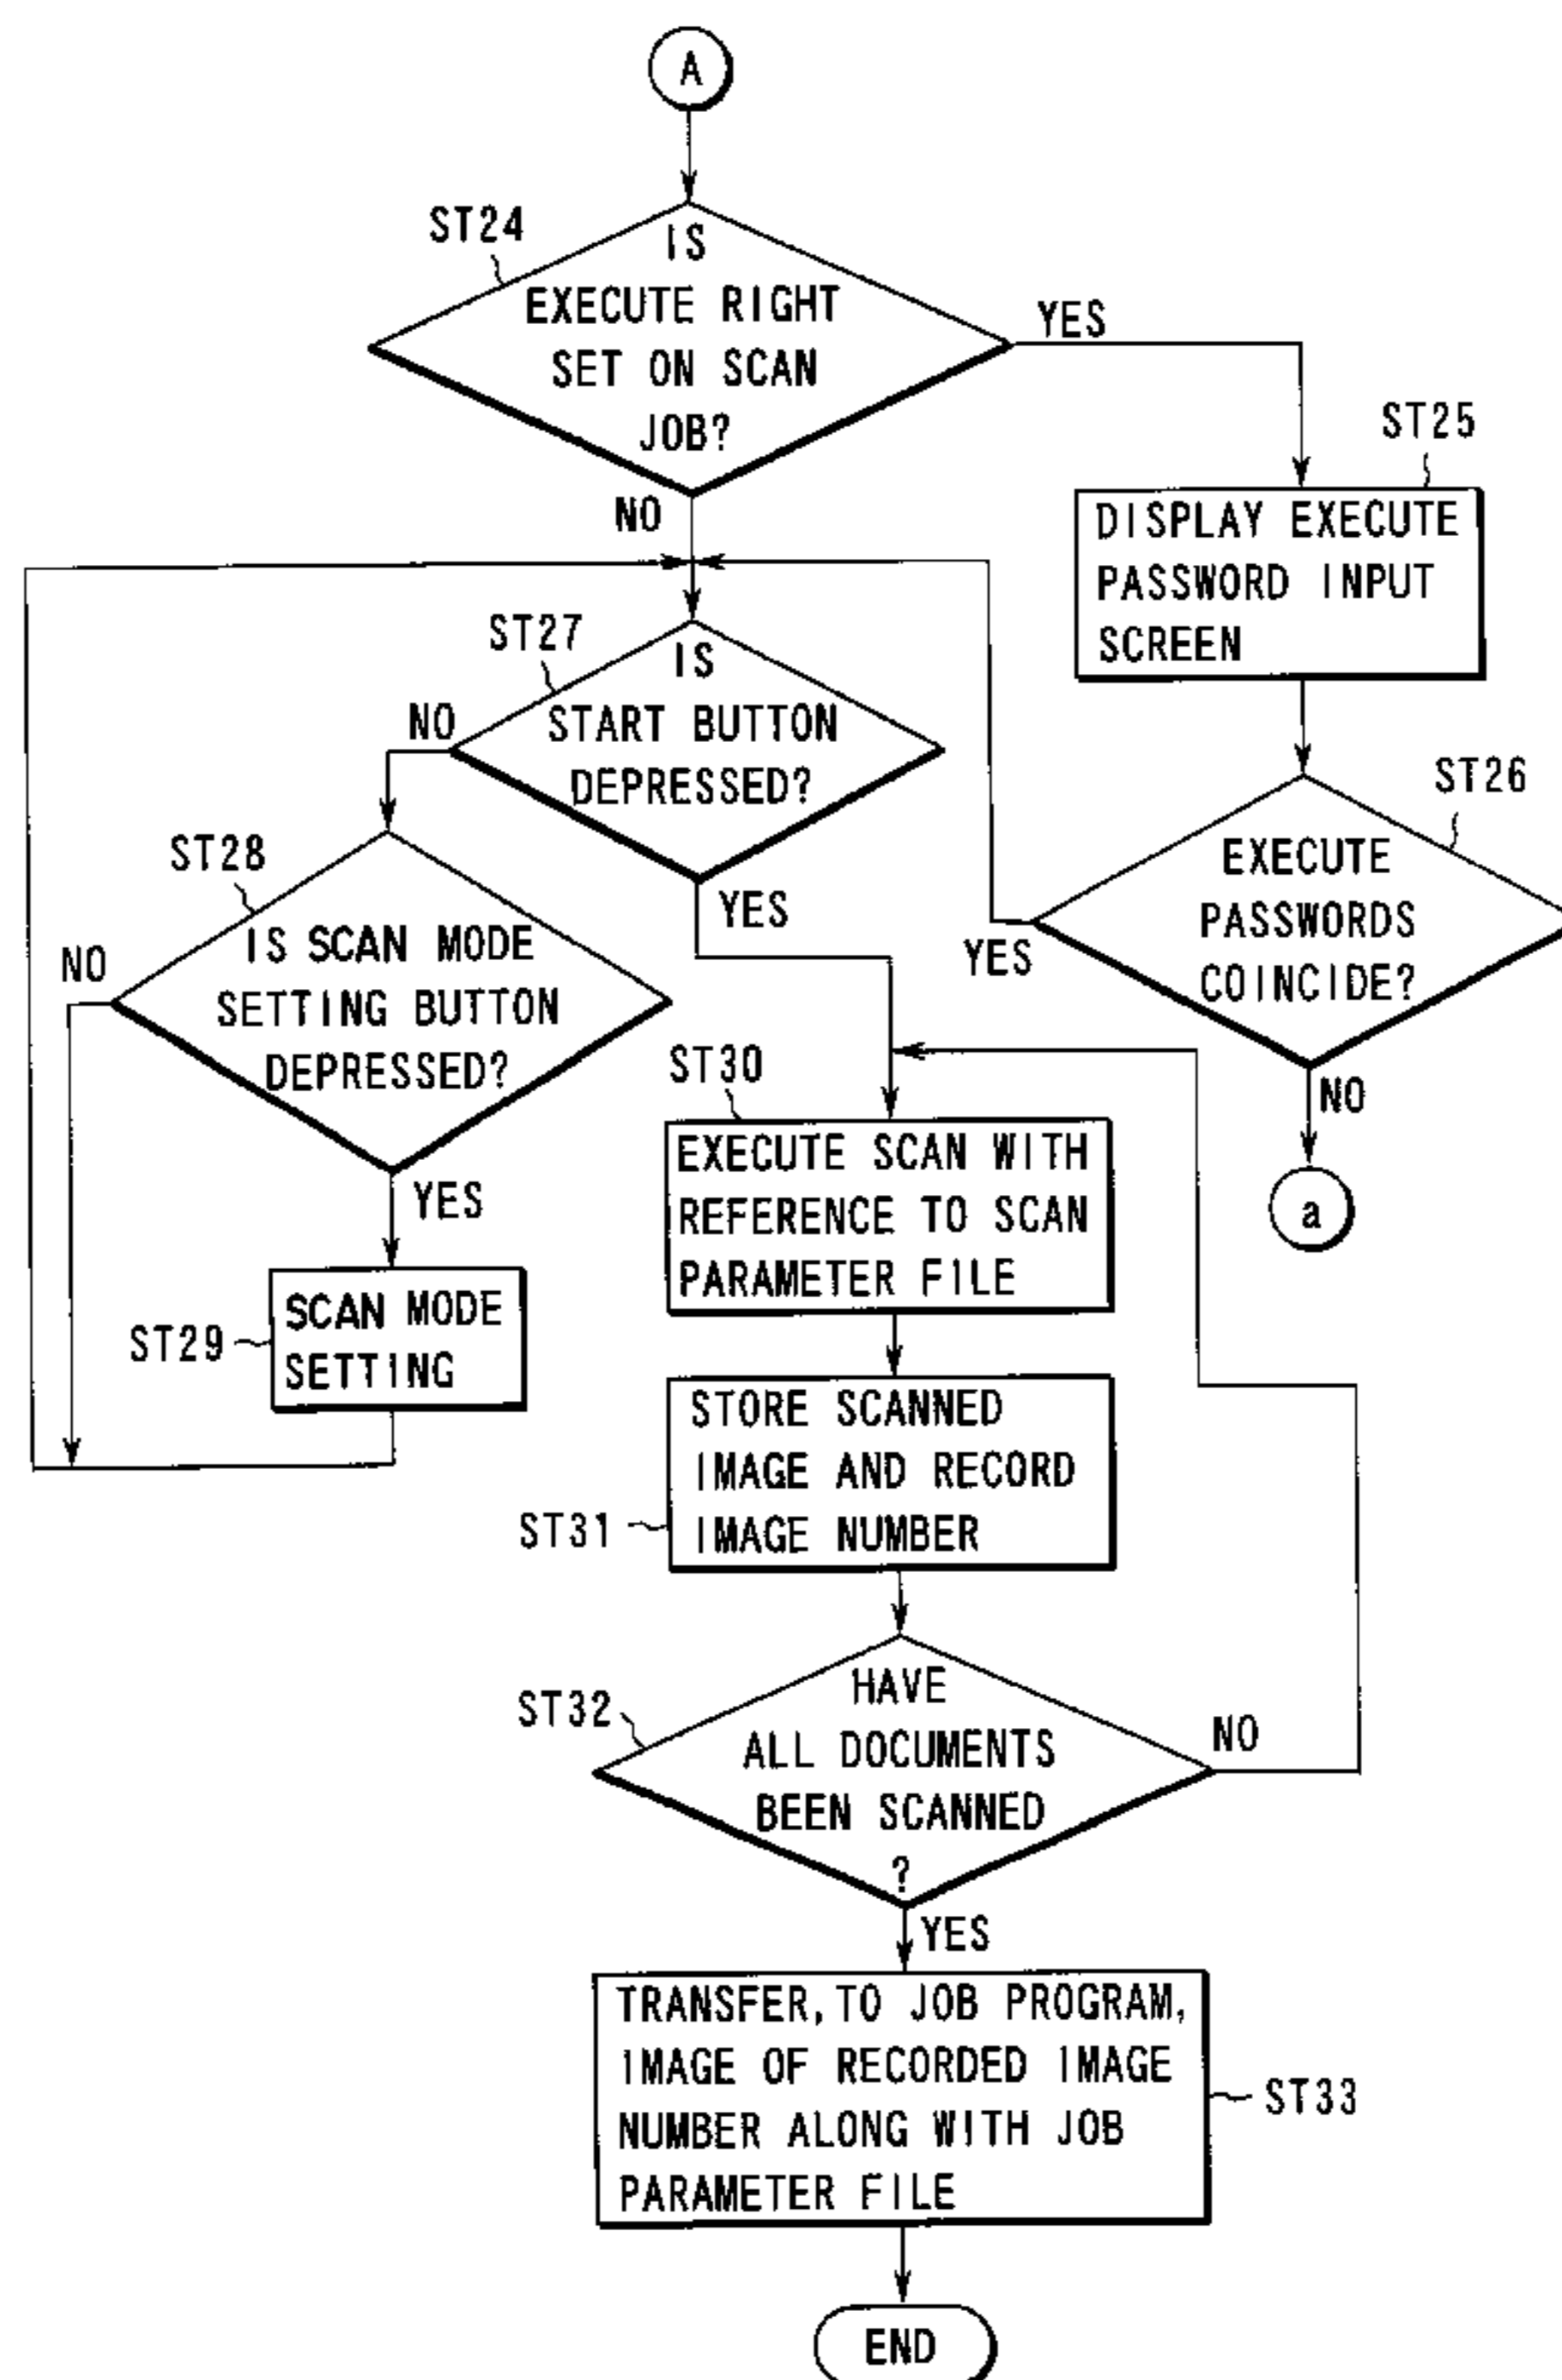 A
ST24
IS
EXECUTE RIGHT
SET ON SCAN
JOB?
YES
NO
ST25
DISPLAY EXECUTE
PASSWORD INPUT
SCREEN
ST27
IS
START BUTTON
DEPRESSED?
NO
YES
ST26
EXECUTE
PASSWORDS
COINCIDE?
YES
NO
a
ST28
IS SCAN MODE
SETTING BUTTON
DEPRESSED?
NO
YES
ST29
SCAN MODE
SETTING
ST30
EXECUTE SCAN WITH
REFERENCE TO SCAN
PARAMETER FILE
ST31
STORE SCANNED
IMAGE AND RECORD
IMAGE NUMBER
ST32
HAVE
ALL DOCUMENTS
BEEN SCANNED
?
NO
YES
TRANSFER, TO JOB PROGRAM,
IMAGE OF RECORDED IMAGE
NUMBER ALONG WITH JOB
PARAMETER FILE
ST33
END